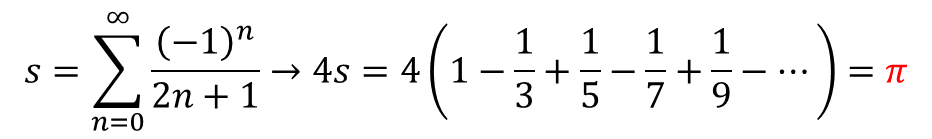 s = ∑_{n=0}^{∞} (−1)^n / (2n + 1) → 4s = 4 (1 − 1/3 + 1/5 − 1/7 + 1/9 − ⋯) = π